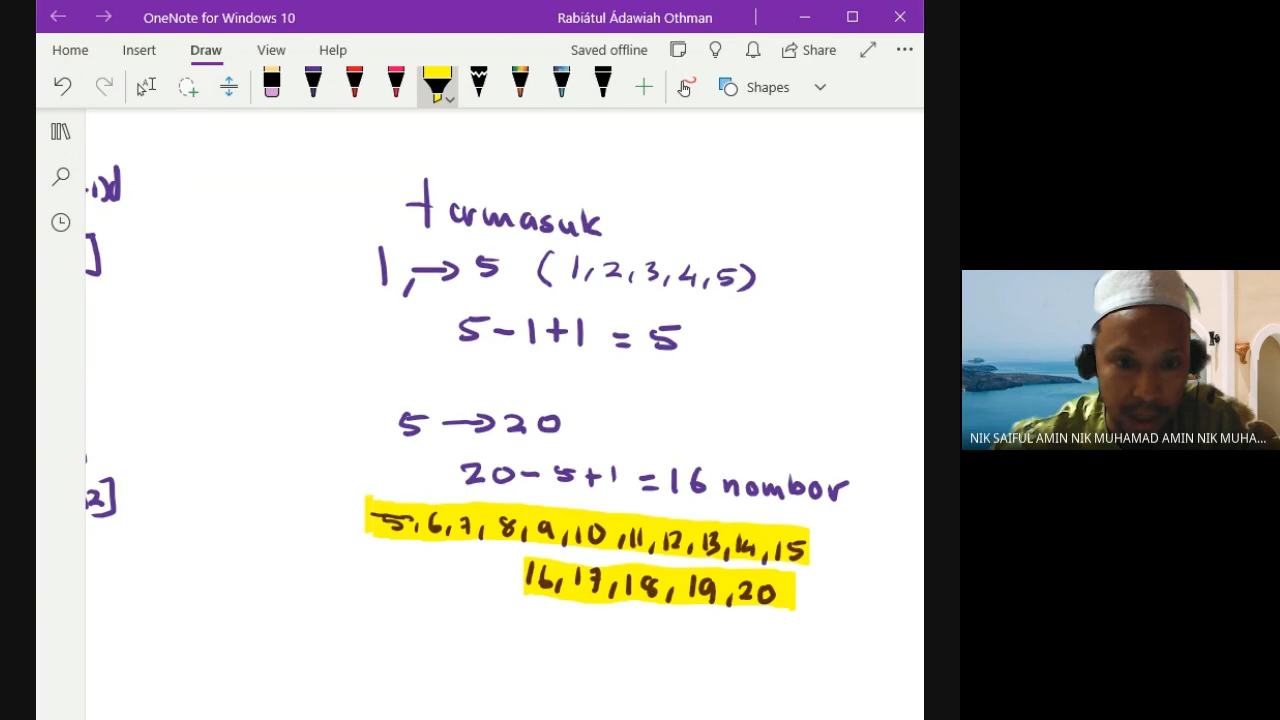 OneNote for Windows 10
Rabiátul Ádawiah Othman
Home Insert Draw View Help
Saved offline
Share
Shapes
termasuk
1, → 5 (1, 2, 3, 4, 5)
5 - 1 + 1 = 5
5 → 20
20 - 5 + 1 = 16 nombor
5, 6, 7, 8, 9, 10, 11, 12, 13, 14, 15
16, 17, 18, 19, 20
2]
NIK SAIFUL AMIN NIK MUHAMAD AMIN NIK MUHA...